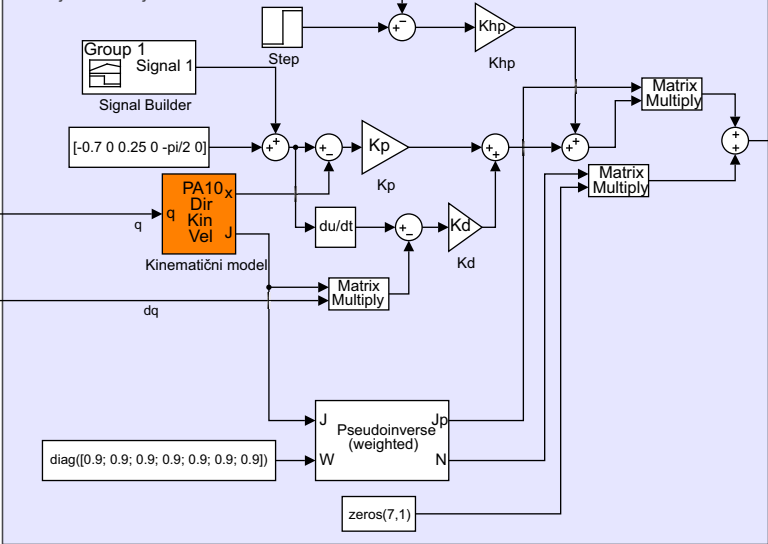 Khp
Step
Khp
Group 1
Signal 1
Signal Builder
Matrix
Multiply
[-0.7 0 0.25 0 -pi/2 0]
Kp
Kp
Matrix
Multiply
PA10
Dir
Kin
Vel
x
q
J
q
Kinematični model
du/dt
Kd
Kd
Matrix
Multiply
dq
J
Jp
Pseudoinverse
(weighted)
W
N
diag([0.9; 0.9; 0.9; 0.9; 0.9; 0.9; 0.9])
zeros(7,1)